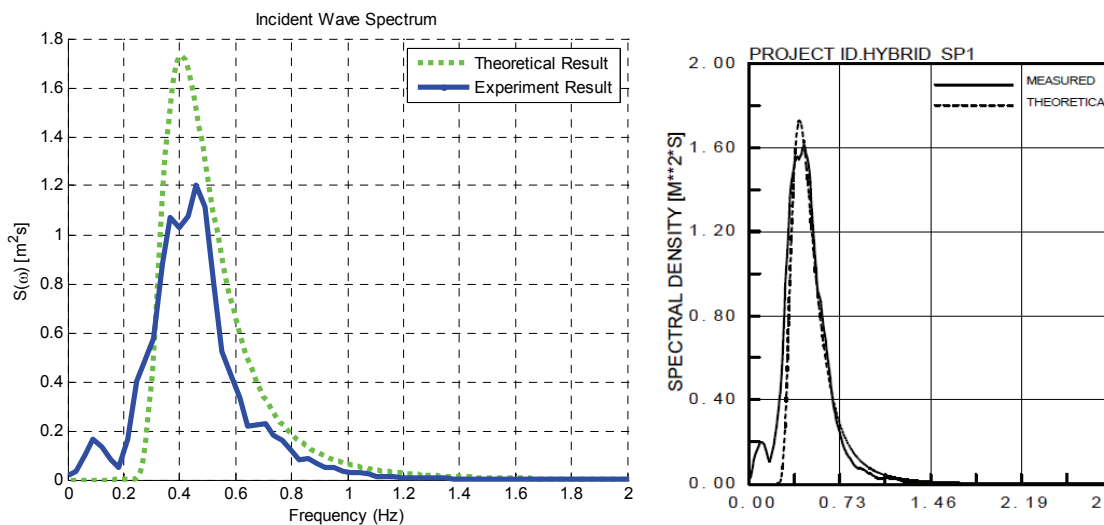 Incident Wave Spectrum
1.8
1.6
1.4
1.2
1
0.8
0.6
0.4
0.2
0
S(ω) [m²s]
Theoretical Result
Experiment Result
0 0.2 0.4 0.6 0.8 1 1.2 1.4 1.6 1.8 2
Frequency (Hz)
PROJECT ID.HYBRID_SP1
2.00
1.60
1.20
0.80
0.40
0.00
SPECTRAL DENSITY [M**2*S]
MEASURED
THEORETICA
0.00 0.73 1.46 2.19 2